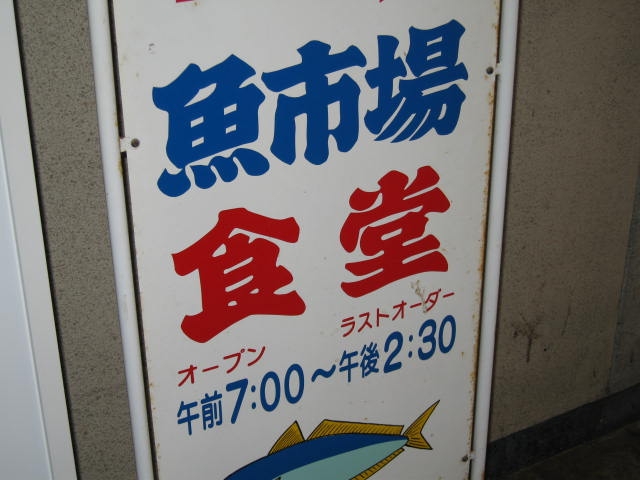 魚市場
食堂
オープン ラストオーダー
午前7:00～午後2:30